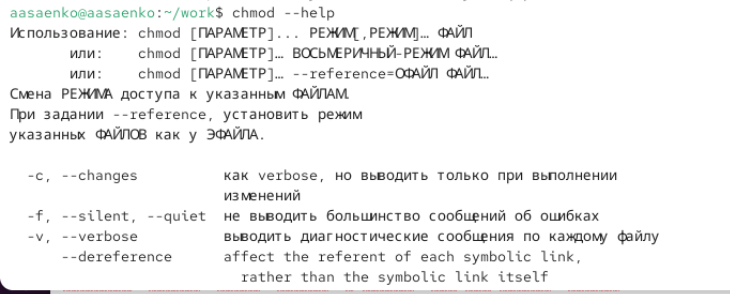 aasaenko@aasaenko:~/work$ chmod --help
Использование: chmod [ПАРАМЕТР]... РЕЖИМ[,РЕЖИМ]… ФАЙЛ
или: chmod [ПАРАМЕТР]… ВОСЬМЕРИЧНЫЙ-РЕЖИМ ФАЙЛ…
или: chmod [ПАРАМЕТР]… --reference=ОФАЙЛ ФАЙЛ…
Смена РЕЖИМА доступа к указанным ФАЙЛАМ.
При задании --reference, установить режим
указанных ФАЙЛОВ как у ЭФАЙЛА.
-c, --changes как verbose, но выводить только при выполнении
изменений
-f, --silent, --quiet не выводить большинство сообщений об ошибках
-v, --verbose выводить диагностические сообщения по каждому файлу
--dereference affect the referent of each symbolic link,
rather than the symbolic link itself